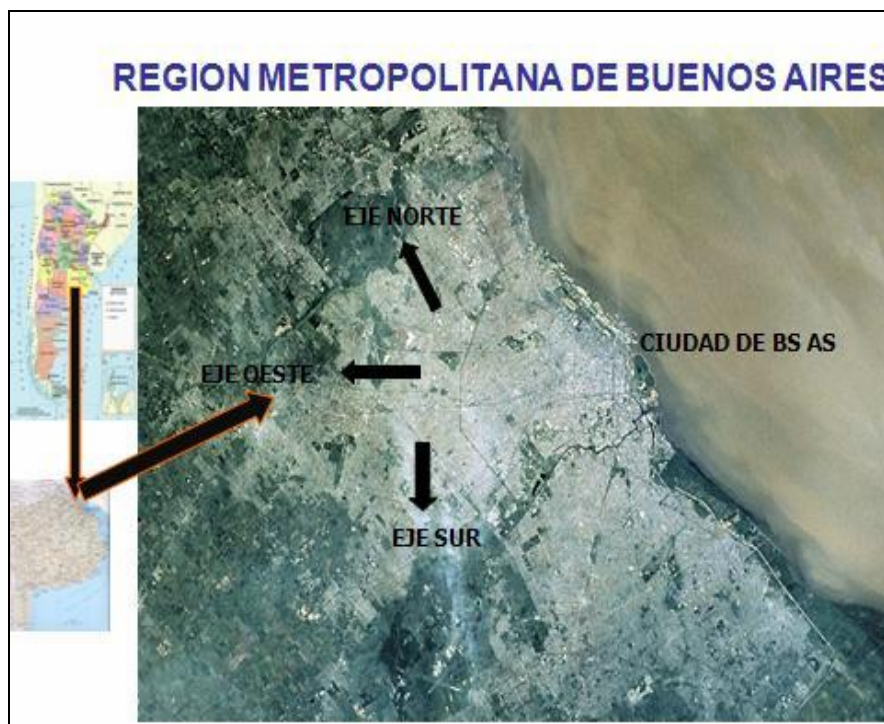 REGION METROPOLITANA DE BUENOS AIRES
EJE NORTE
CIUDAD DE BS AS
EJE OESTE
EJE SUR